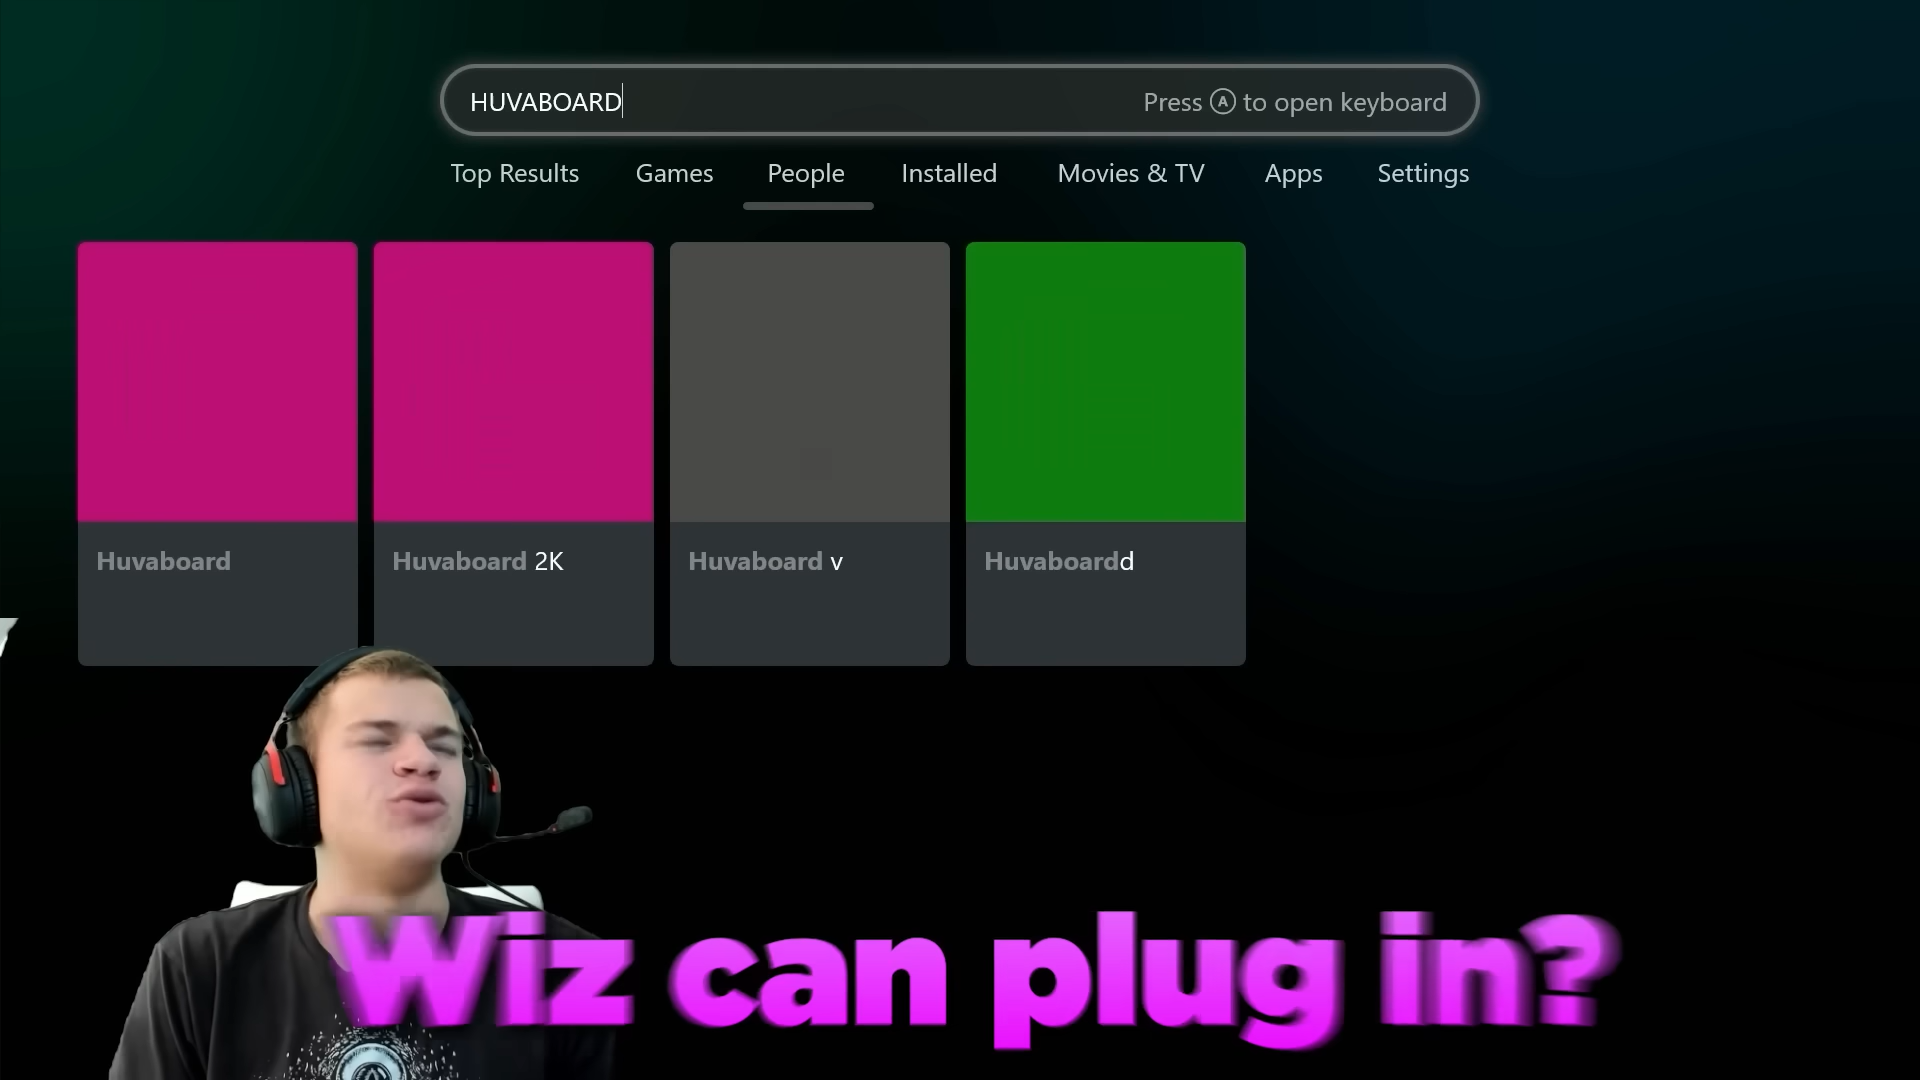 HUVABOARD
Press A to open keyboard
Top Results Games People Installed Movies & TV Apps Settings
Huvaboard
Huvaboard 2K
Huvaboard v
Huvaboardd
Wiz can plug in?